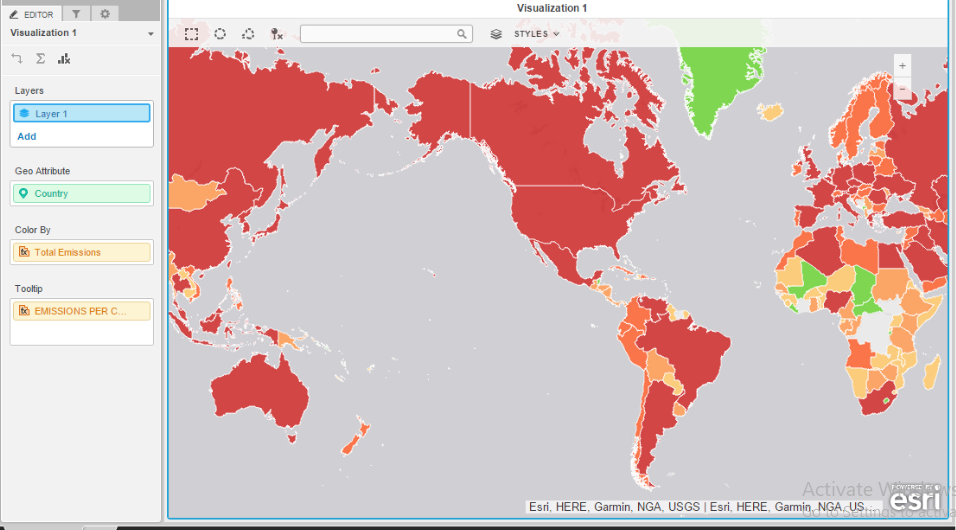 Visualization 1
EDITOR
Visualization 1
STYLES
Layers
Layer 1
Add
Geo Attribute
Country
Color By
Total Emissions
Tooltip
EMISSIONS PER C...
Activate Windows
POWERED BY
esri
Esri, HERE, Garmin, NGA, USGS | Esri, HERE, Garmin, NGA, US
Go to Settings to activa